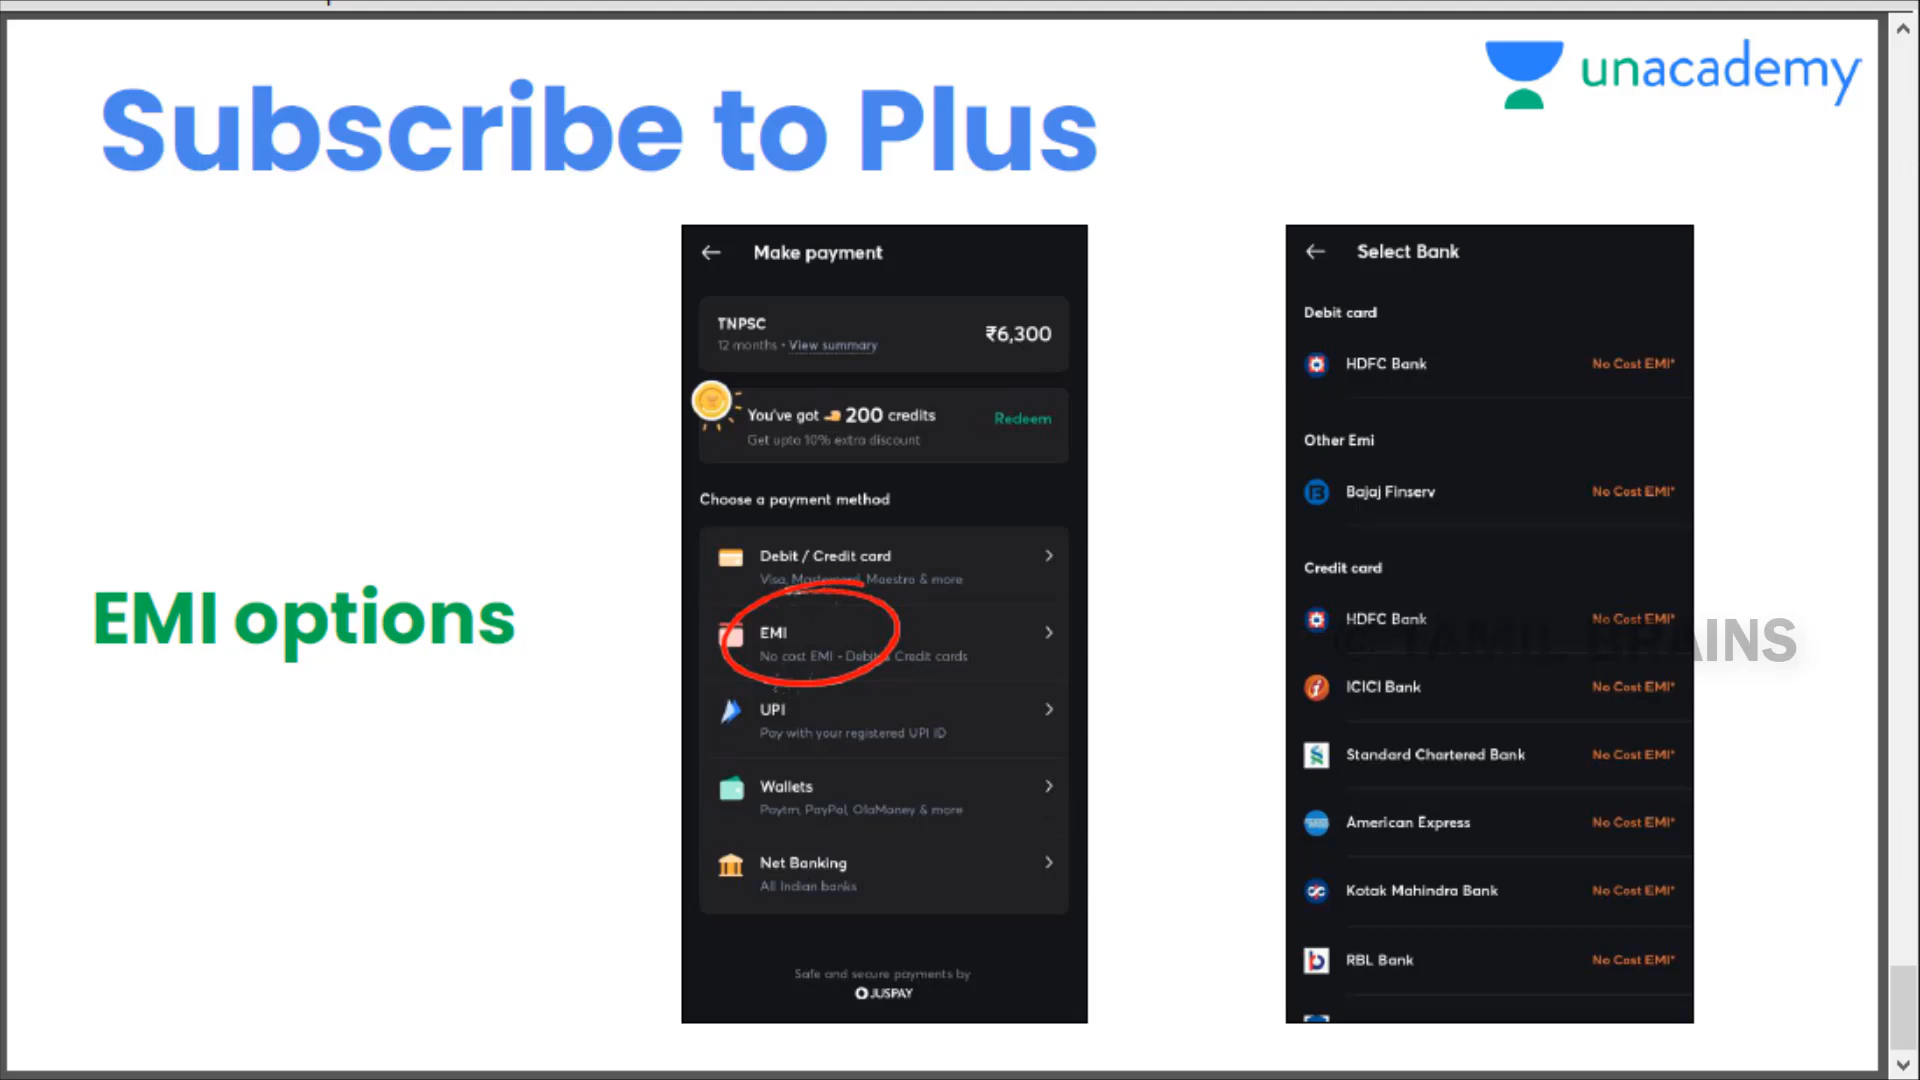 Subscribe to Plus
unacademy
EMI options
Make payment
TNPSC
12 months • View summary
₹6,300
You've got 200 credits
Get upto 10% extra discount
Redeem
Choose a payment method
Debit / Credit card
Visa, Mastercard, Maestro & more
EMI
No cost EMI - Debit & Credit cards
UPI
Pay with your registered UPI ID
Wallets
Paytm, PayPal, OlaMoney & more
Net Banking
All Indian banks
Safe and secure payments by
JUSPAY
Select Bank
Debit card
HDFC Bank No Cost EMI*
Other Emi
Bajaj Finserv No Cost EMI*
Credit card
HDFC Bank No Cost EMI*
© TAMIL BRAINS
ICICI Bank No Cost EMI*
Standard Chartered Bank No Cost EMI*
American Express No Cost EMI*
Kotak Mahindra Bank No Cost EMI*
RBL Bank No Cost EMI*